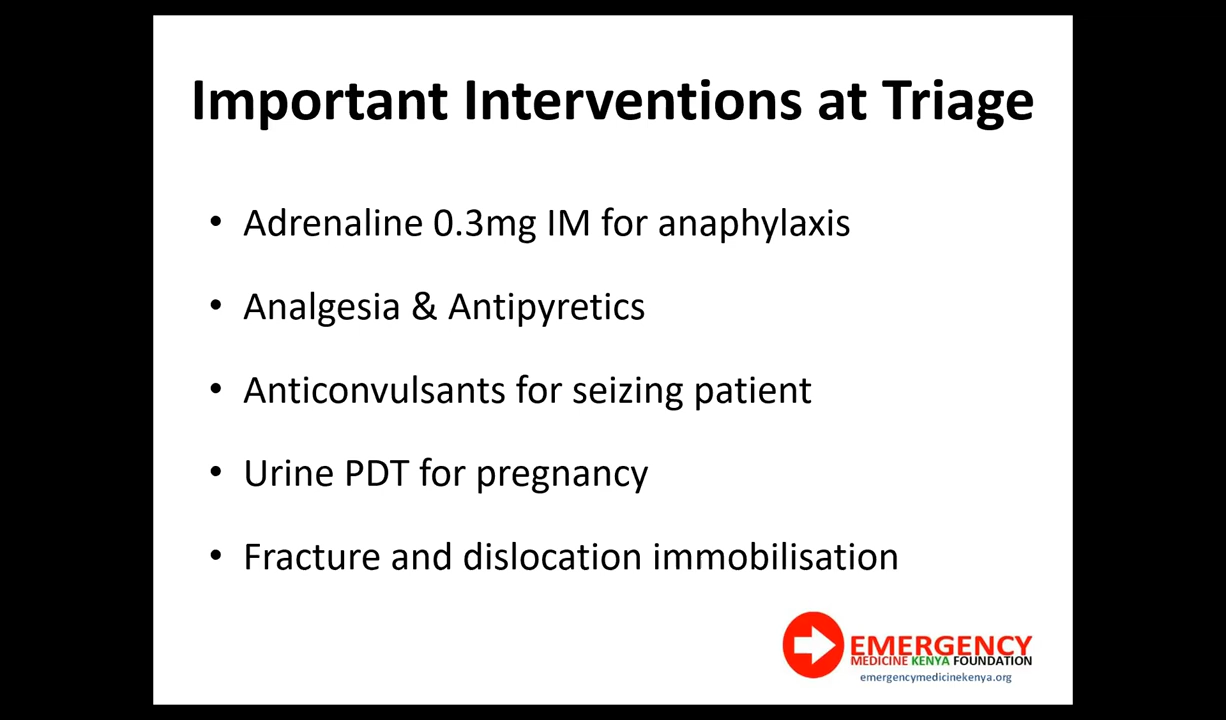 Important Interventions at Triage
• Adrenaline 0.3mg IM for anaphylaxis
• Analgesia & Antipyretics
• Anticonvulsants for seizing patient
• Urine PDT for pregnancy
• Fracture and dislocation immobilisation
EMERGENCY
MEDICINE KENYA FOUNDATION
emergencymedicinekenya.org